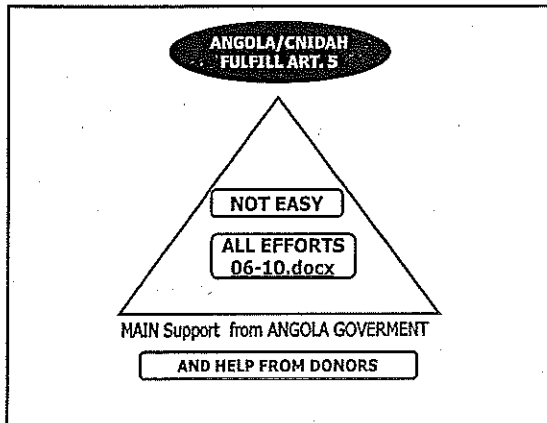 ANGOLA/CNIDAH
FULFILL ART. 5
NOT EASY
ALL EFFORTS
06-10.docx
MAIN Support from ANGOLA GOVERMENT
AND HELP FROM DONORS